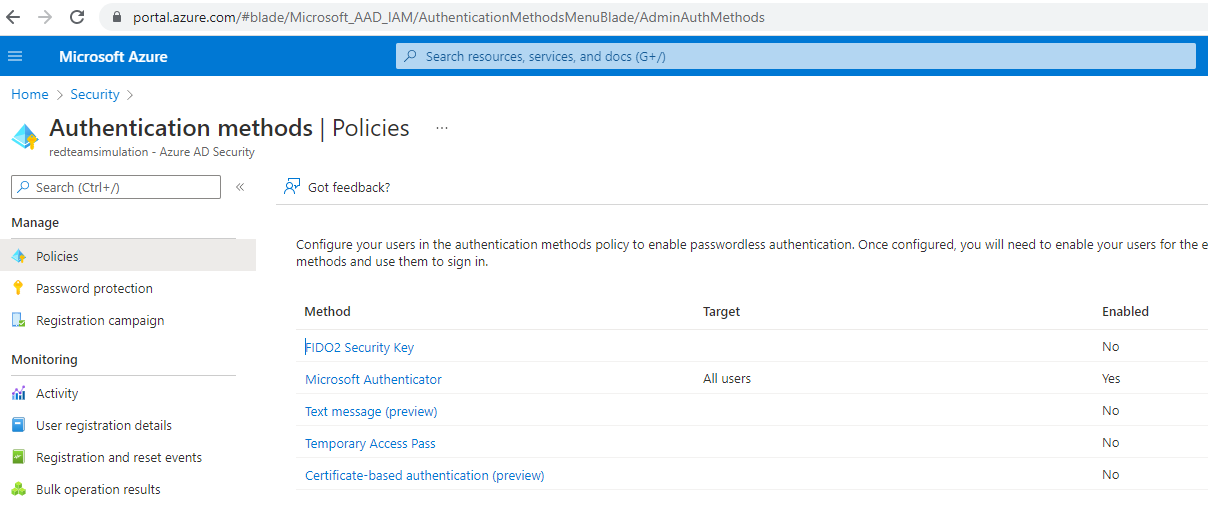 portal.azure.com/#blade/Microsoft_AAD_IAM/AuthenticationMethodsMenuBlade/AdminAuthMethods
Microsoft Azure
Search resources, services, and docs (G+/)
Home > Security >
Authentication methods | Policies ...
redteamsimulation - Azure AD Security
Search (Ctrl+/) «
Got feedback?
Manage
Policies
Password protection
Registration campaign
Monitoring
Activity
User registration details
Registration and reset events
Bulk operation results
Configure your users in the authentication methods policy to enable passwordless authentication. Once configured, you will need to enable your users for the e
methods and use them to sign in.
Method Target Enabled
FIDO2 Security Key No
Microsoft Authenticator All users Yes
Text message (preview) No
Temporary Access Pass No
Certificate-based authentication (preview) No